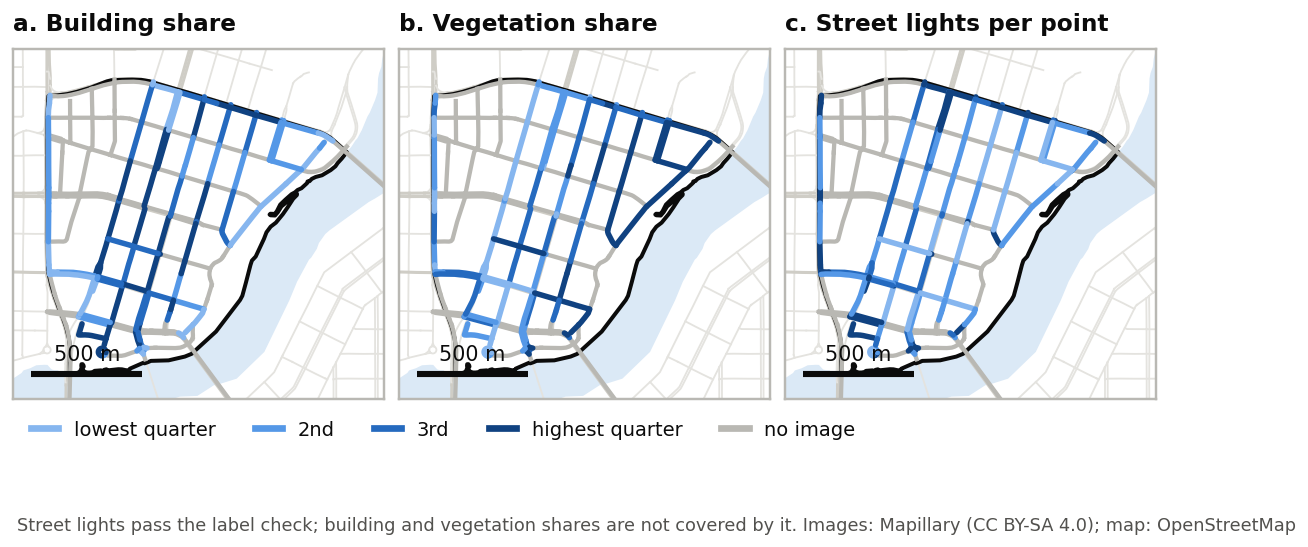 a. Building share
b. Vegetation share
c. Street lights per point
500 m
500 m
500 m
lowest quarter
2nd
3rd
highest quarter
no image
Street lights pass the label check; building and vegetation shares are not covered by it. Images: Mapillary (CC BY-SA 4.0); map: OpenStreetMap